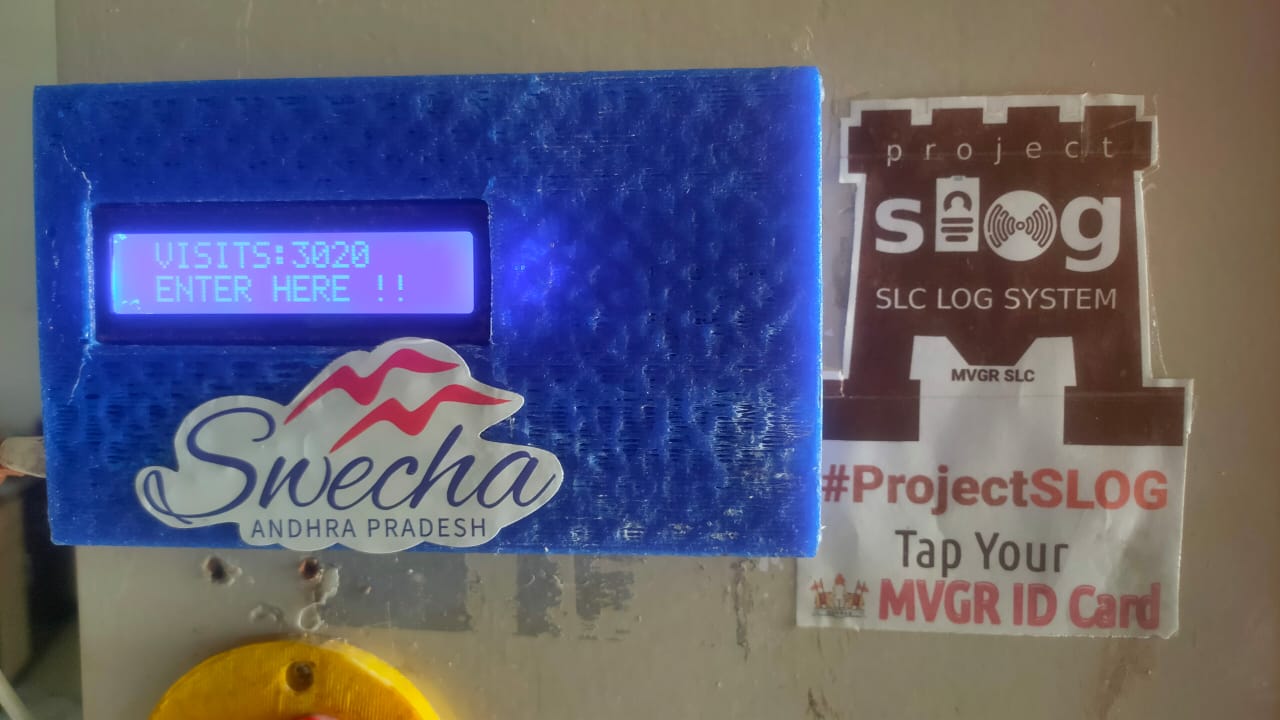 VISITS:3020
ENTER HERE !!
Swecha
ANDHRA PRADESH
project
slog
SLC LOG SYSTEM
MVGR SLC
#ProjectSLOG
Tap Your
MVGR ID Card